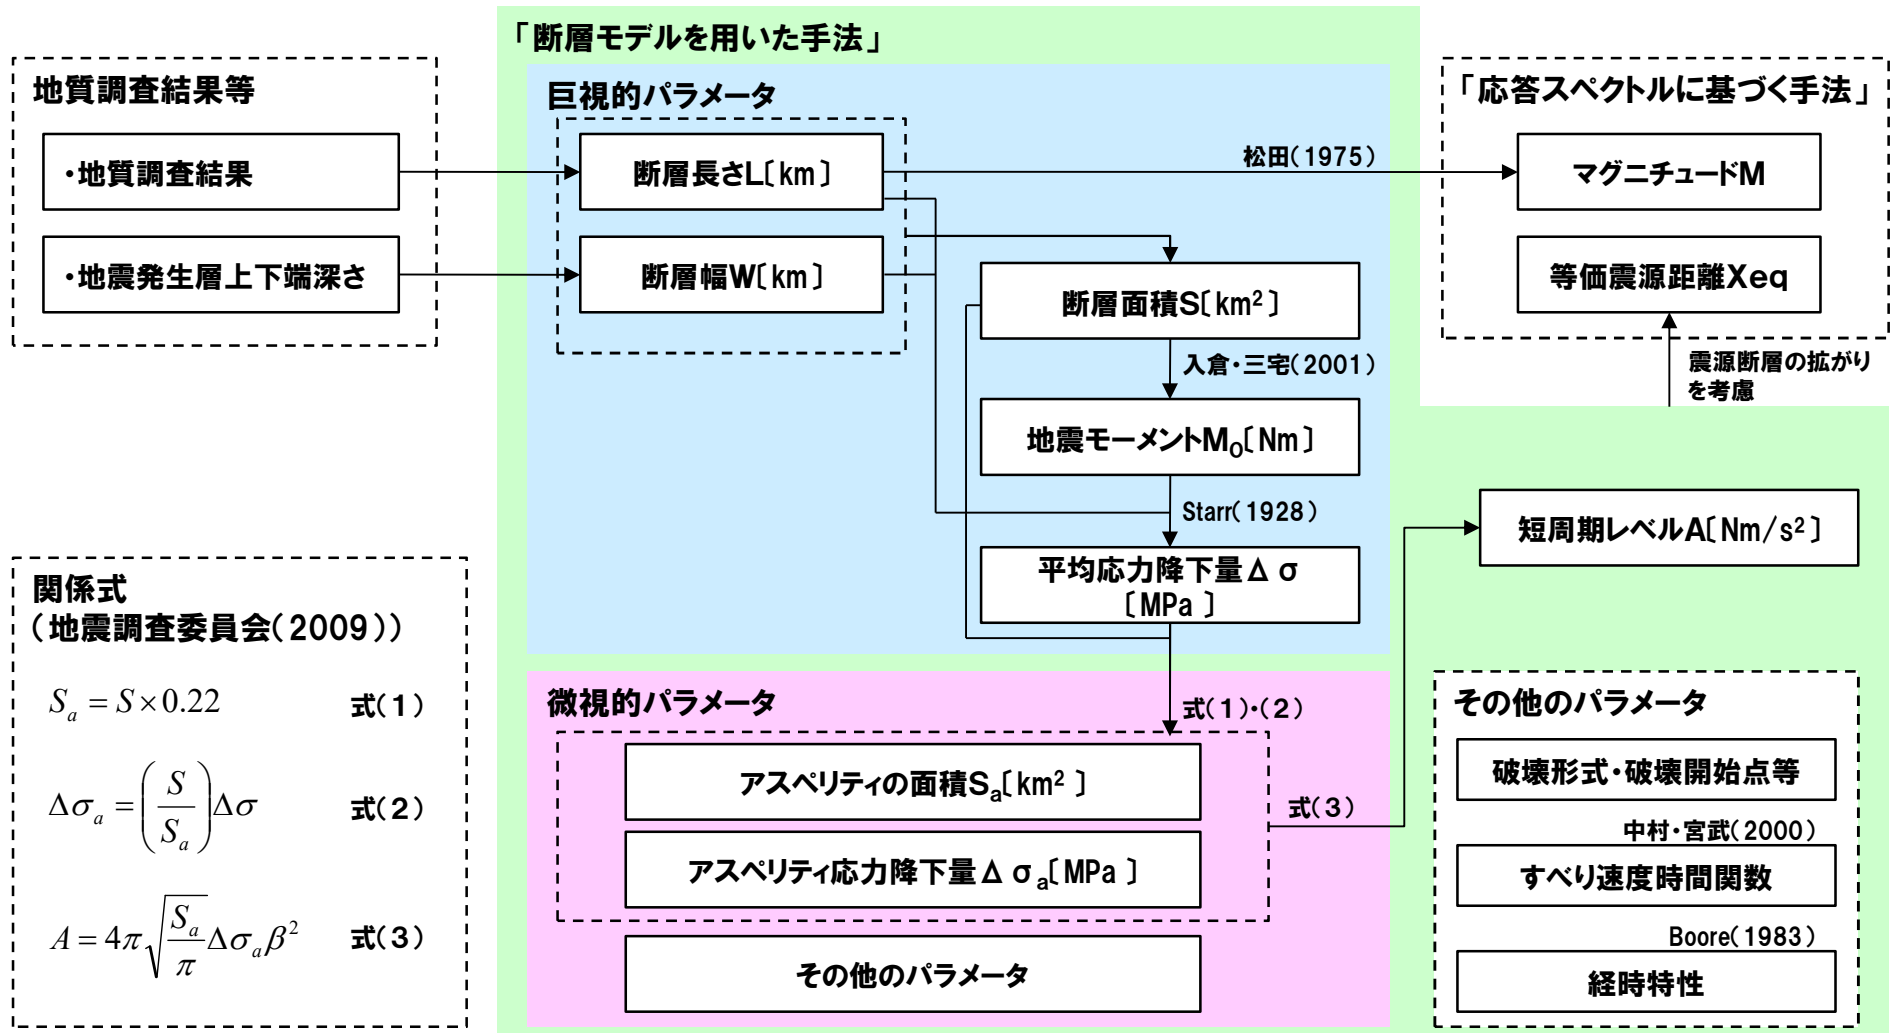 「断層モデルを用いた手法」
地質調査結果等
・地質調査結果
・地震発生層上下端深さ
巨視的パラメータ
断層長さL〔km〕
断層幅W〔km〕
松田（1975）
断層面積S〔km²〕
入倉・三宅（2001）
地震モーメントM₀〔Nm〕
Starr（1928）
平均応力降下量Δσ
〔MPa〕
「応答スペクトルに基づく手法」
マグニチュードM
等価震源距離Xeq
震源断層の拡がり
を考慮
短周期レベルA〔Nm/s²〕
関係式
（地震調査委員会（2009））
Sₐ = S × 0.22 式（1）
Δσₐ = (S/Sₐ)Δσ 式（2）
A = 4π√(Sₐ/π)Δσₐβ² 式（3）
微視的パラメータ
式（1）・（2）
アスペリティの面積Sₐ〔km²〕
アスペリティ応力降下量Δσₐ〔MPa〕
式（3）
その他のパラメータ
その他のパラメータ
破壊形式・破壊開始点等
中村・宮武（2000）
すべり速度時間関数
Boore（1983）
経時特性